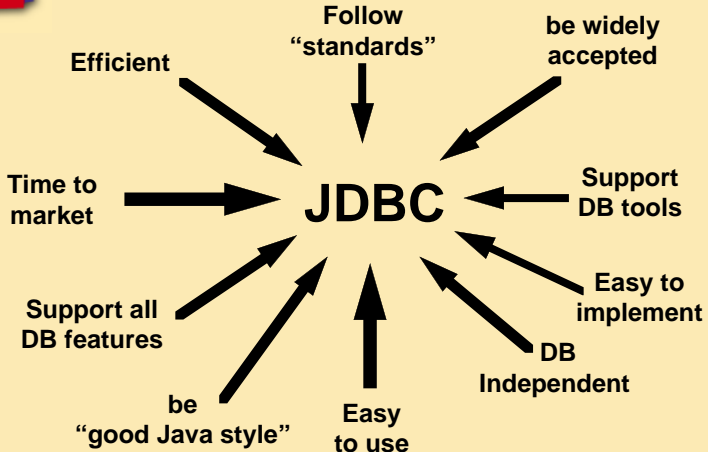 Follow
“standards”
be widely
accepted
Efficient
Time to
market
JDBC
Support
DB tools
Easy to
implement
Support all
DB features
DB
Independent
be
“good Java style”
Easy
to use